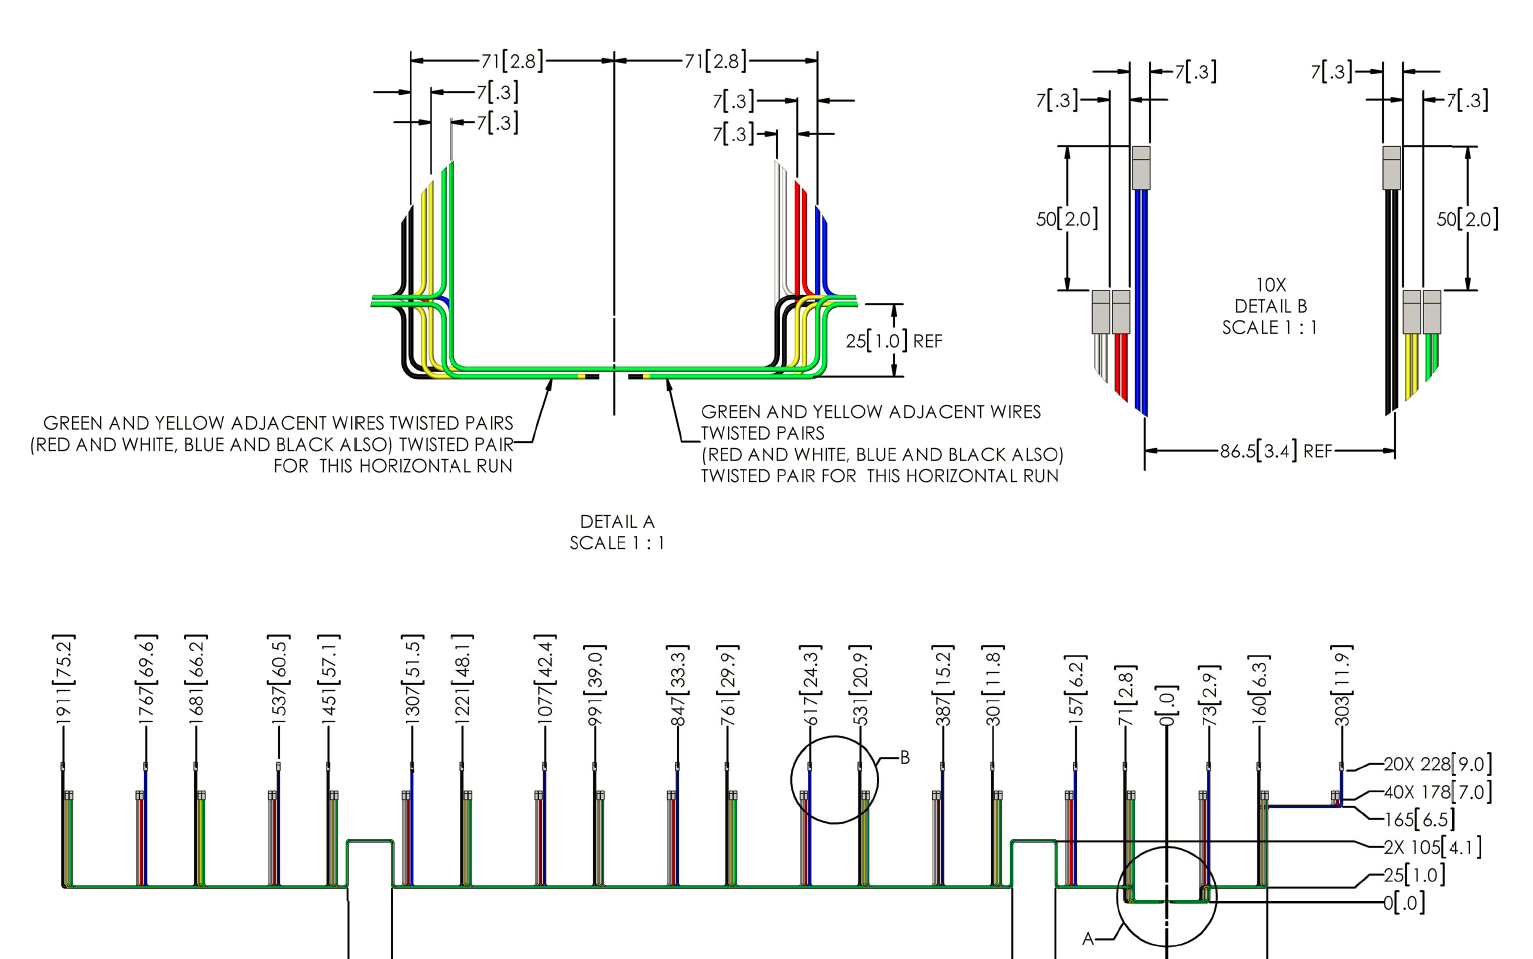 71[2.8]
71[2.8]
7[.3]
7[.3]
7[.3]
7[.3]
25[1.0] REF
GREEN AND YELLOW ADJACENT WIRES TWISTED PAIRS
(RED AND WHITE, BLUE AND BLACK ALSO) TWISTED PAIR
FOR THIS HORIZONTAL RUN
GREEN AND YELLOW ADJACENT WIRES
TWISTED PAIRS
(RED AND WHITE, BLUE AND BLACK ALSO)
TWISTED PAIR FOR THIS HORIZONTAL RUN
DETAIL A
SCALE 1 : 1
7[.3]
7[.3]
7[.3]
7[.3]
50[2.0]
50[2.0]
10X
DETAIL B
SCALE 1 : 1
86.5[3.4] REF
1911[75.2]
1767[69.6]
1681[66.2]
1537[60.5]
1451[57.1]
1307[51.5]
1221[48.1]
1077[42.4]
991[39.0]
847[33.3]
761[29.9]
617[24.3]
531[20.9]
387[15.2]
301[11.8]
157[6.2]
71[2.8]
0[.0]
73[2.9]
160[6.3]
303[11.9]
B
20X 228[9.0]
40X 178[7.0]
165[6.5]
2X 105[4.1]
25[1.0]
0[.0]
A